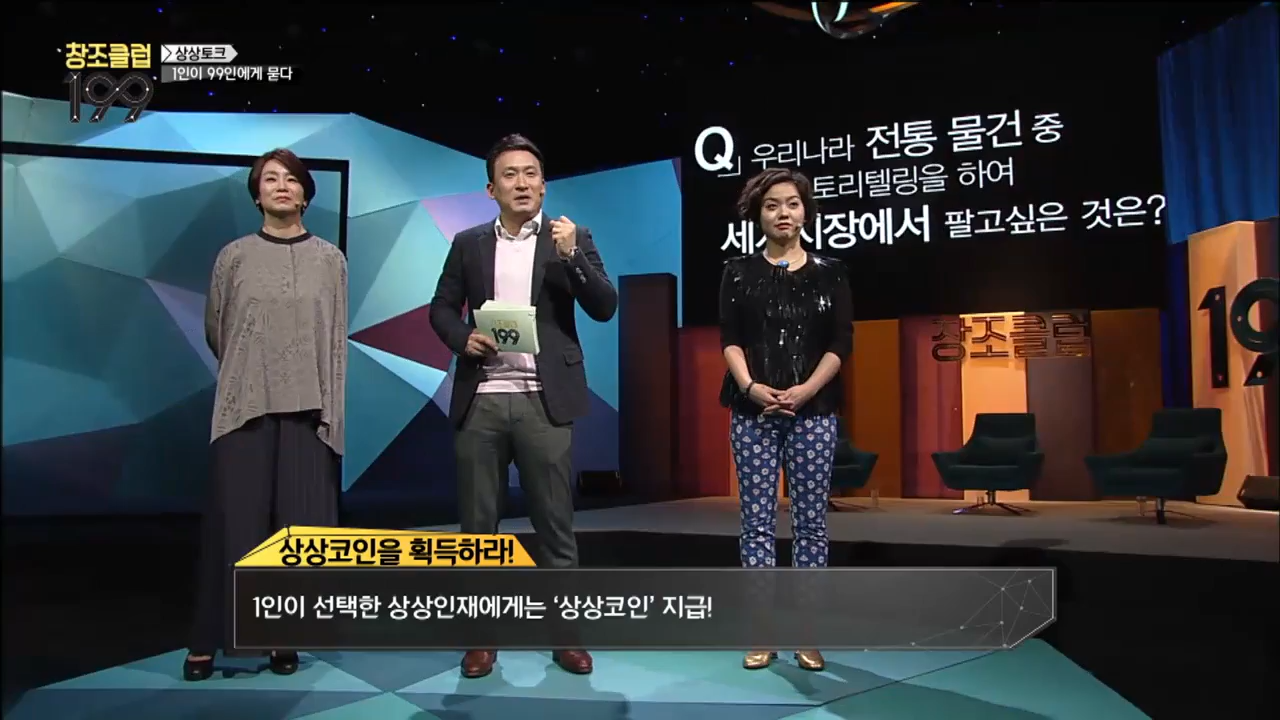 창조클럽
199
상상토크
1인이 99인에게 묻다
Q 우리나라 전통 물건 중
토리텔링을 하여
시장에서 팔고싶은 것은?
창조클럽
199
상상코인을 획득하라!
1인이 선택한 상상인재에게는 ‘상상코인’ 지급!